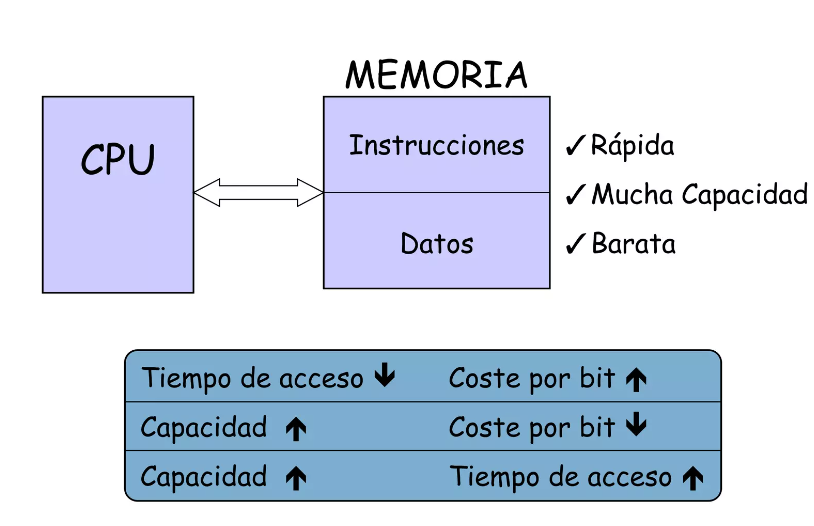 MEMORIA
CPU
Instrucciones
Datos
✓Rápida
✓Mucha Capacidad
✓Barata
Tiempo de acceso 🡇 Coste por bit 🡅
Capacidad 🡅 Coste por bit 🡇
Capacidad 🡅 Tiempo de acceso 🡅